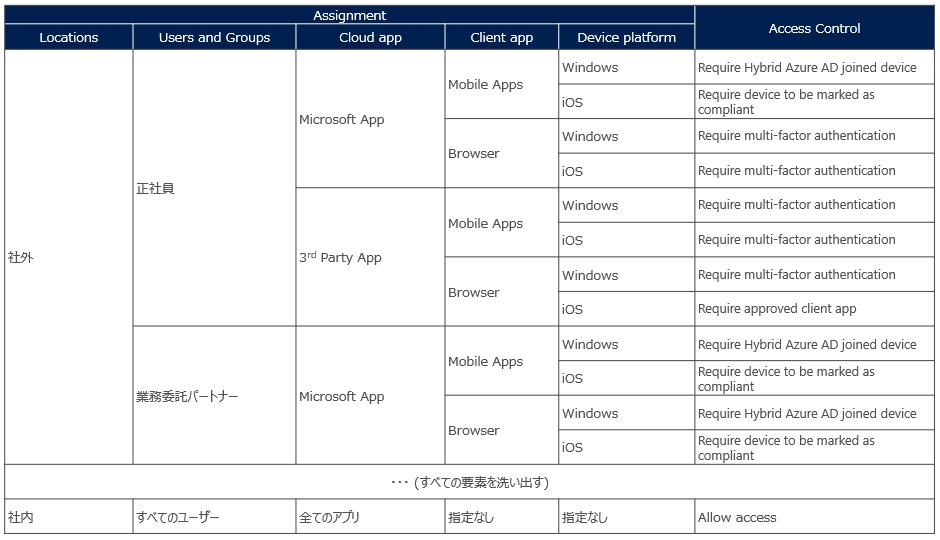 Assignment
Access Control
Locations
Users and Groups
Cloud app
Client app
Device platform
社外
正社員
Microsoft App
Mobile Apps
Windows
Require Hybrid Azure AD joined device
iOS
Require device to be marked as
compliant
Browser
Windows
Require multi-factor authentication
iOS
Require multi-factor authentication
3rd Party App
Mobile Apps
Windows
Require multi-factor authentication
iOS
Require multi-factor authentication
Browser
Windows
Require multi-factor authentication
iOS
Require approved client app
業務委託パートナー
Microsoft App
Mobile Apps
Windows
Require Hybrid Azure AD joined device
iOS
Require device to be marked as
compliant
Browser
Windows
Require Hybrid Azure AD joined device
iOS
Require device to be marked as
compliant
・・・ (すべての要素を洗い出す)
社内
すべてのユーザー
全てのアプリ
指定なし
指定なし
Allow access